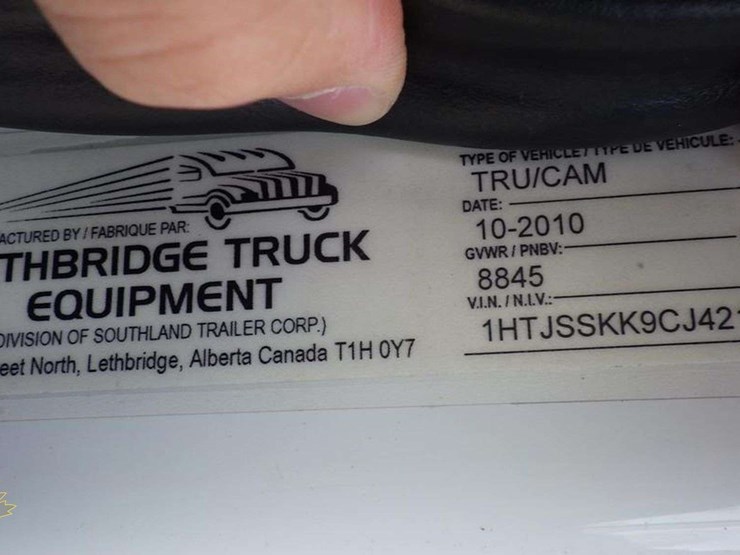 ACTURED BY / FABRIQUE PAR:
THBRIDGE TRUCK
EQUIPMENT
DIVISION OF SOUTHLAND TRAILER CORP.)
eet North, Lethbridge, Alberta Canada T1H 0Y7
TYPE OF VEHICLE / TYPE DE VEHICULE:
TRU/CAM
DATE:
10-2010
GVWR / PNBV:
8845
V.I.N. / N.I.V.:
1HTJSSKK9CJ42